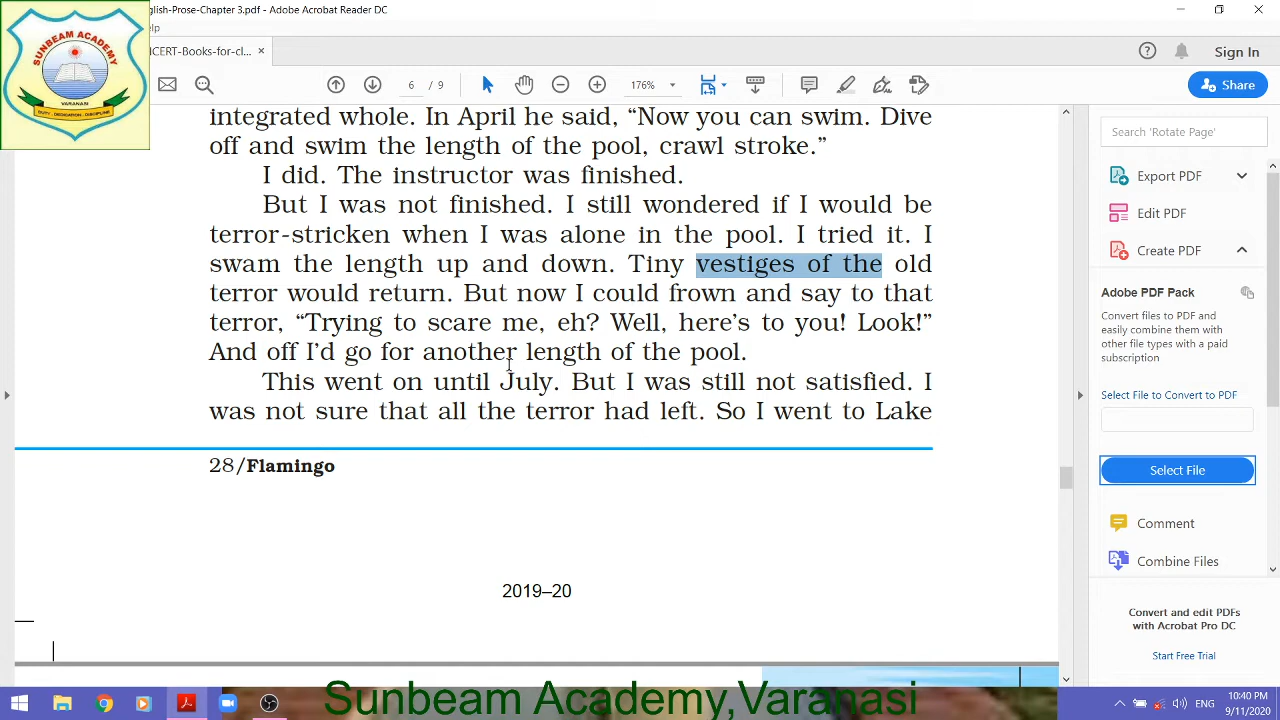 nglish-Prose-Chapter 3.pdf - Adobe Acrobat Reader DC
elp
ICERT-Books-for-cl... ×
Sign In
6 / 9
176%
Share
SUNBEAM ACADEMY
VARANASI
DUTY . DEDICATION . DISCIPLINE
integrated whole. In April he said, “Now you can swim. Dive
off and swim the length of the pool, crawl stroke.”
I did. The instructor was finished.
But I was not finished. I still wondered if I would be
terror-stricken when I was alone in the pool. I tried it. I
swam the length up and down. Tiny vestiges of the old
terror would return. But now I could frown and say to that
terror, “Trying to scare me, eh? Well, here’s to you! Look!”
And off I’d go for another length of the pool.
This went on until July. But I was still not satisfied. I
was not sure that all the terror had left. So I went to Lake
28/Flamingo
2019–20
Search 'Rotate Page'
Export PDF
Edit PDF
Create PDF
Adobe PDF Pack
Convert files to PDF and
easily combine them with
other file types with a paid
subscription
Select File to Convert to PDF
Select File
Comment
Combine Files
Convert and edit PDFs
with Acrobat Pro DC
Start Free Trial
Sunbeam Academy,Varanasi
ENG
10:40 PM
9/11/2020